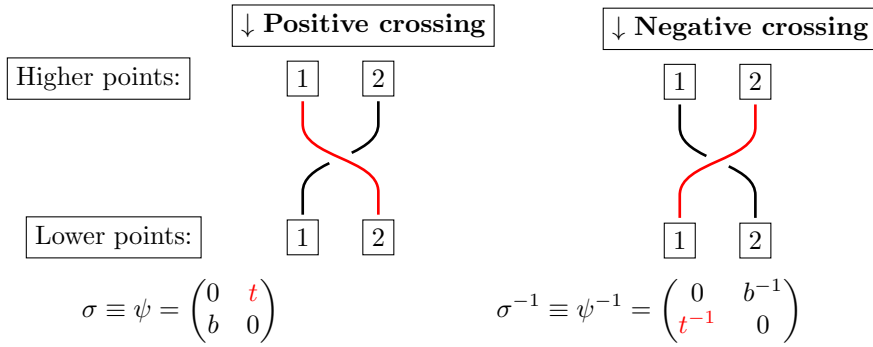 ↓ Positive crossing ↓ Negative crossing
Higher points: 1 2 1 2
Lower points: 1 2 1 2
σ ≡ ψ = (0 t; b 0) σ⁻¹ ≡ ψ⁻¹ = (0 b⁻¹; t⁻¹ 0)